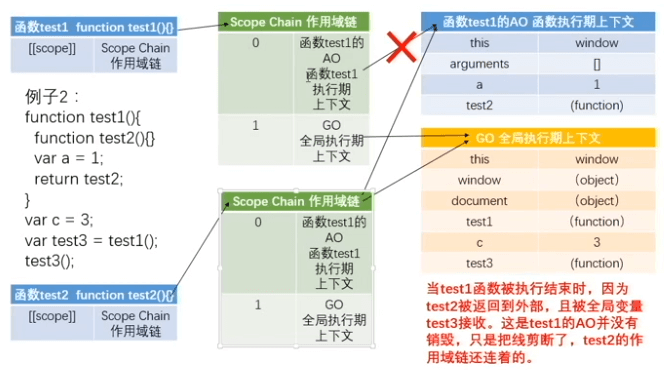 函数test1  function test1(){}
[[scope]]
Scope Chain
作用域链
例子2：
function test1(){
function test2(){}
var a = 1;
return test2;
}
var c = 3;
var test3 = test1();
test3();
函数test2  function test2(){}
[[scope]]
Scope Chain
作用域链
Scope Chain 作用域链
0
函数test1的
AO
函数test1
执行期
上下文
1
GO
全局执行期
上下文
Scope Chain 作用域链
0
函数test1的
AO
函数test1
执行期
上下文
1
GO
全局执行期
上下文
函数test1的AO 函数执行期上下文
this
window
arguments
[]
a
1
test2
(function)
GO 全局执行期上下文
this
window
window
(object)
document
(object)
test1
(function)
c
3
test3
(function)
当test1函数被执行结束时，因为
test2被返回到外部，且被全局变量
test3接收。这是test1的AO并没有
销毁，只是把线剪断了，test2的作
用域链还连着的。